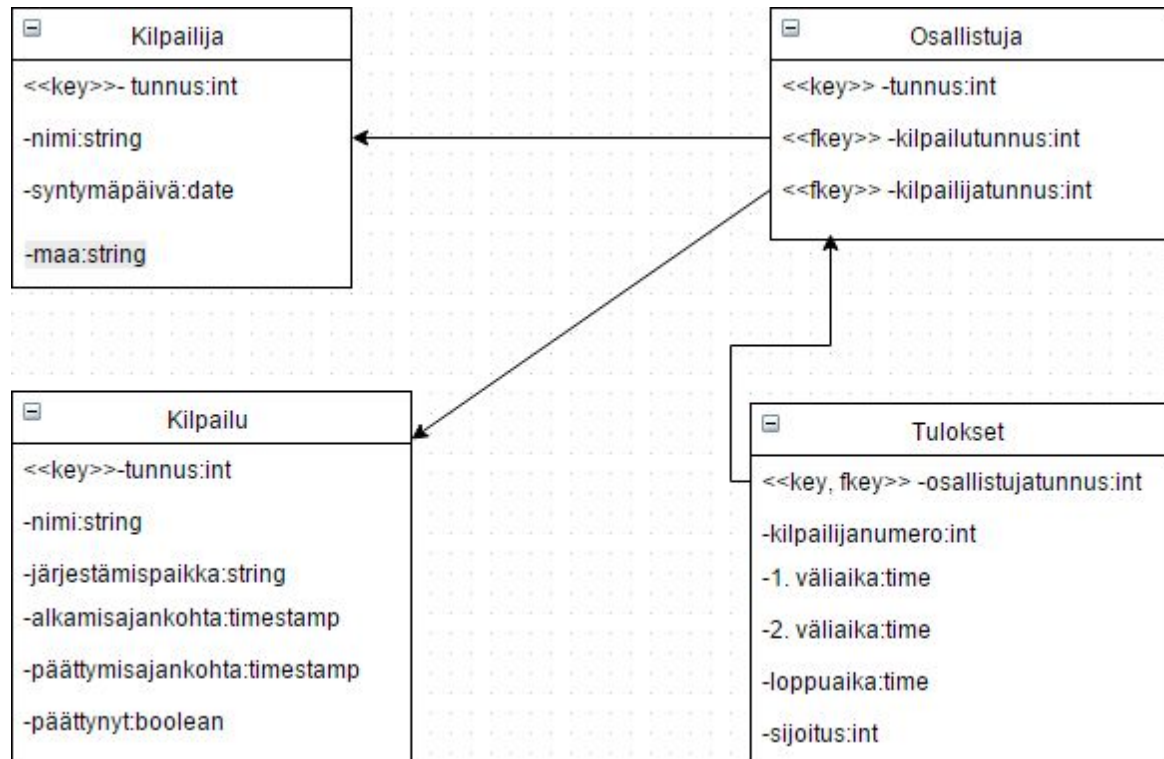 Kilpailija
<<key>>- tunnus:int
-nimi:string
-syntymäpäivä:date
-maa:string
Osallistuja
<<key>> -tunnus:int
<<fkey>> -kilpailutunnus:int
<<fkey>> -kilpailijatunnus:int
Kilpailu
<<key>>-tunnus:int
-nimi:string
-järjestämispaikka:string
-alkamisajankohta:timestamp
-päättymisajankohta:timestamp
-päättynyt:boolean
Tulokset
<<key, fkey>> -osallistujatunnus:int
-kilpailijanumero:int
-1. väliaika:time
-2. väliaika:time
-loppuaika:time
-sijoitus:int